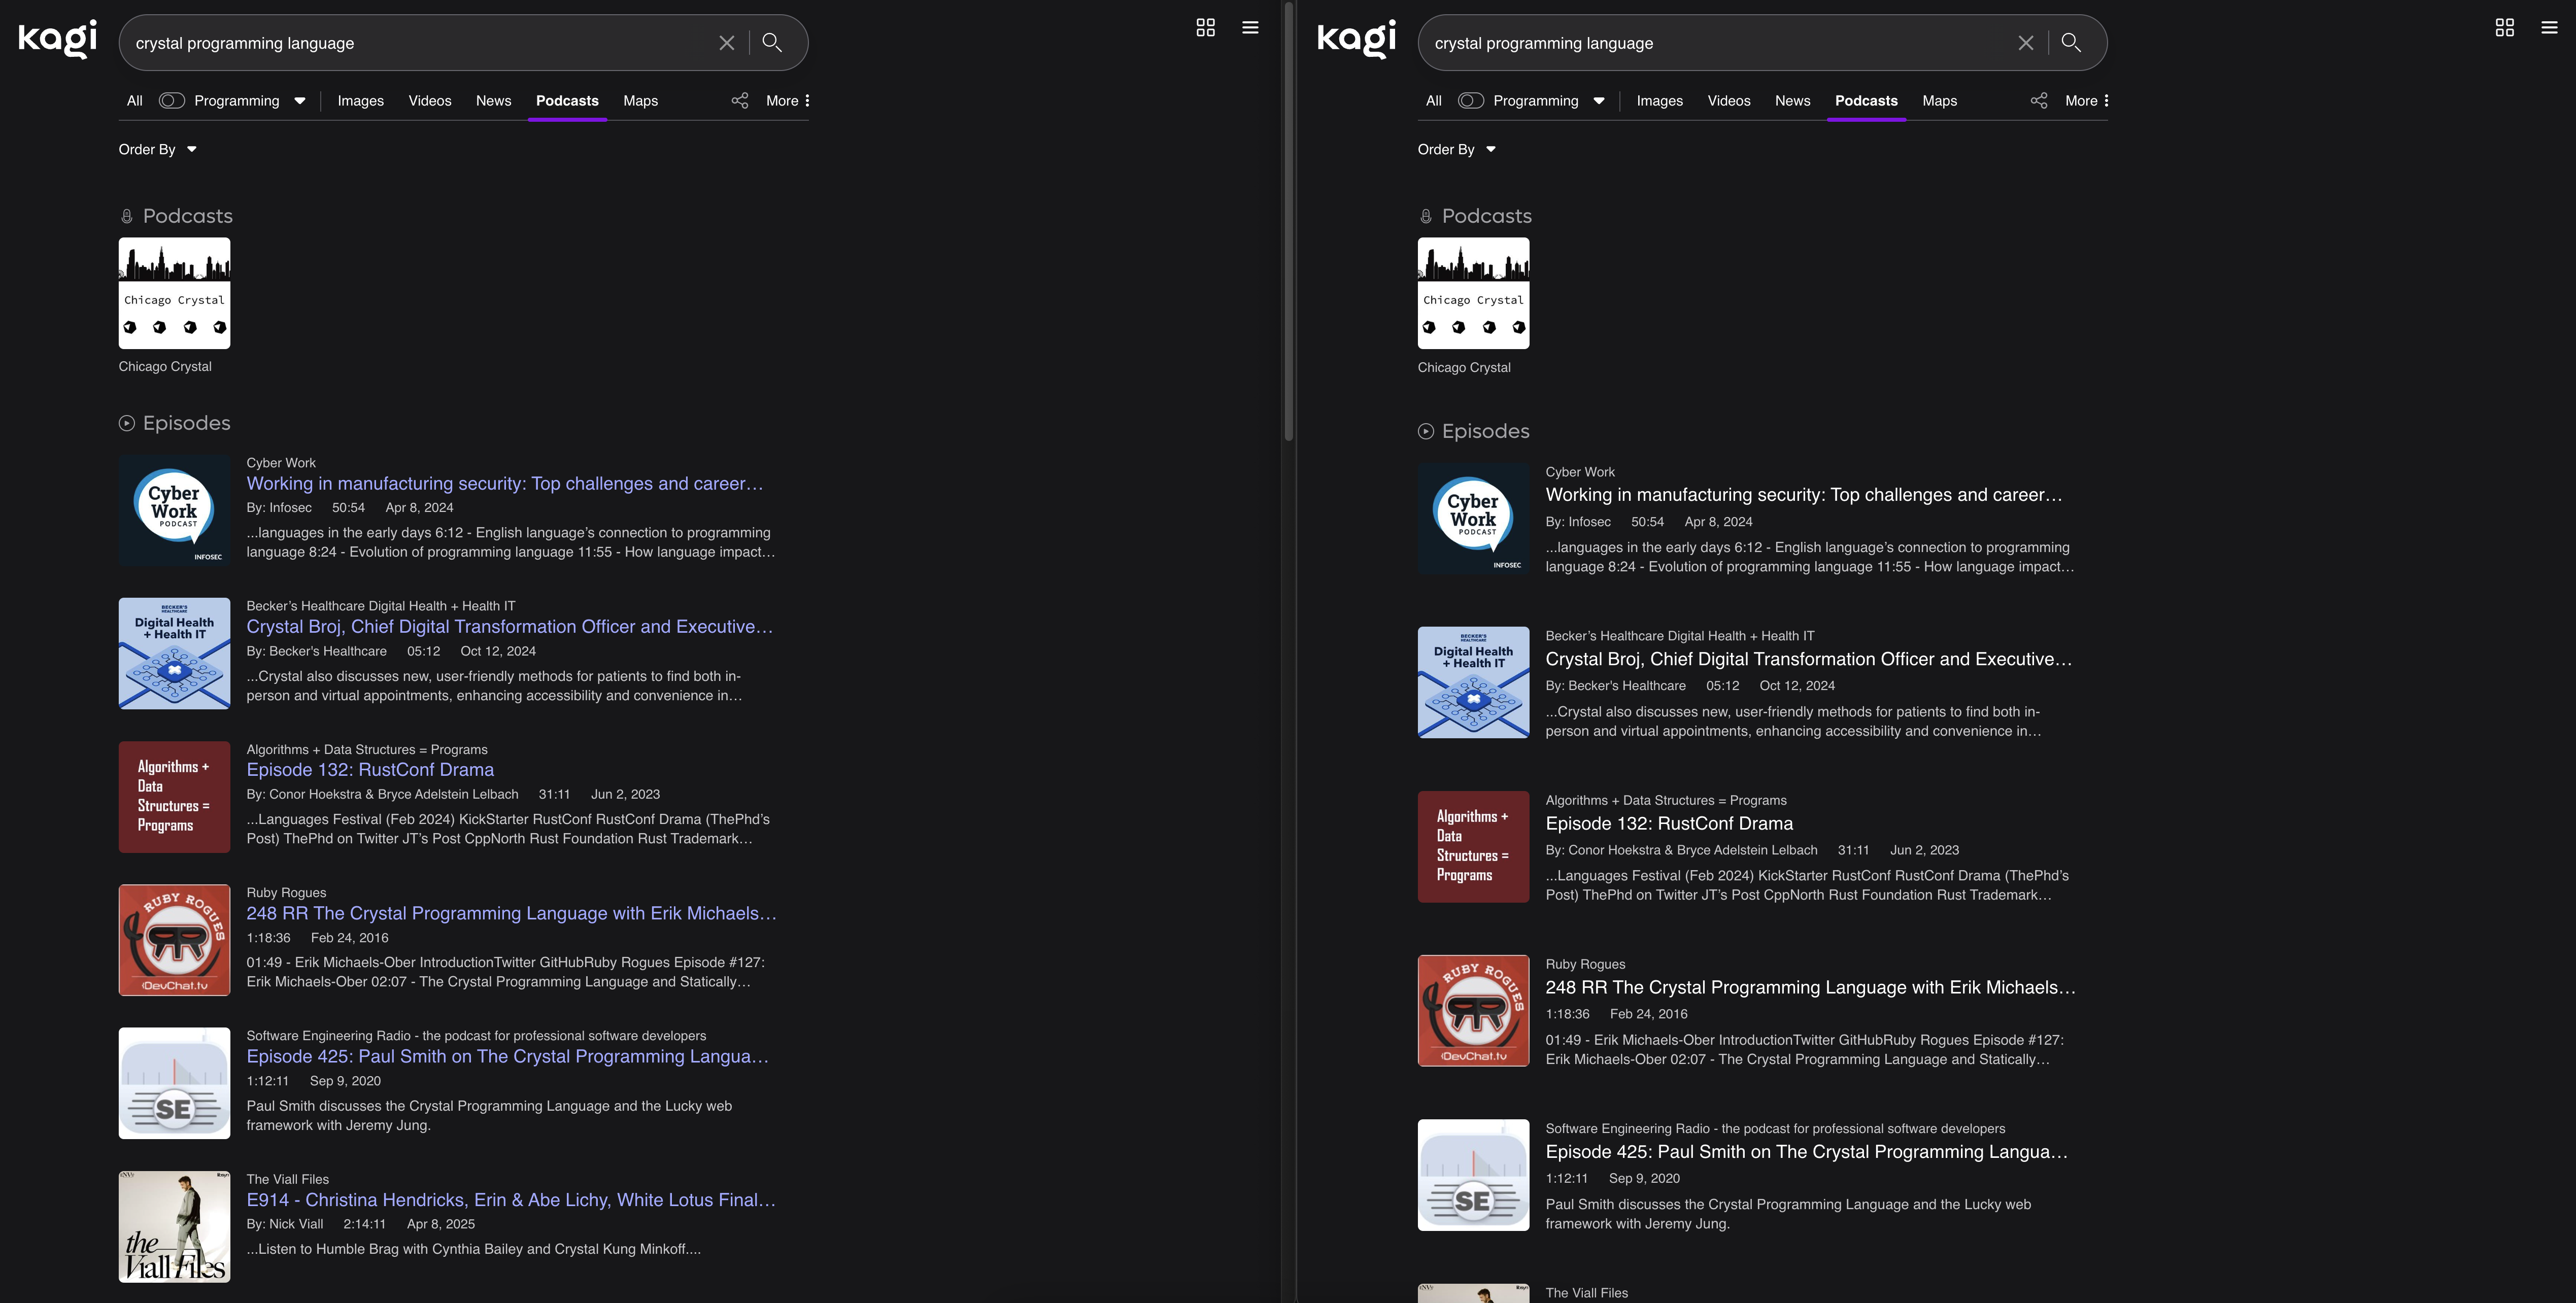 kagi
crystal programming language
All Programming Images Videos News Podcasts Maps More
Order By
Podcasts
Chicago Crystal
Chicago Crystal
Episodes
Cyber Work PODCAST INFOSEC
Cyber Work
Working in manufacturing security: Top challenges and career…
By: Infosec 50:54 Apr 8, 2024
...languages in the early days 6:12 - English language’s connection to programming
language 8:24 - Evolution of programming language 11:55 - How language impact…
BECKER'S HEALTHCARE
Digital Health + Health IT
Becker’s Healthcare Digital Health + Health IT
Crystal Broj, Chief Digital Transformation Officer and Executive…
By: Becker's Healthcare 05:12 Oct 12, 2024
...Crystal also discusses new, user-friendly methods for patients to find both in-
person and virtual appointments, enhancing accessibility and convenience in…
Algorithms +
Data
Structures =
Programs
Algorithms + Data Structures = Programs
Episode 132: RustConf Drama
By: Conor Hoekstra & Bryce Adelstein Lelbach 31:11 Jun 2, 2023
...Languages Festival (Feb 2024) KickStarter RustConf RustConf Drama (ThePhd’s
Post) ThePhd on Twitter JT’s Post CppNorth Rust Foundation Rust Trademark…
RUBY ROGUES
DevChat.tv
Ruby Rogues
248 RR The Crystal Programming Language with Erik Michaels…
1:18:36 Feb 24, 2016
01:49 - Erik Michaels-Ober IntroductionTwitter GitHubRuby Rogues Episode #127:
Erik Michaels-Ober 02:07 - The Crystal Programming Language and Statically…
SE
Software Engineering Radio - the podcast for professional software developers
Episode 425: Paul Smith on The Crystal Programming Langua…
1:12:11 Sep 9, 2020
Paul Smith discusses the Crystal Programming Language and the Lucky web
framework with Jeremy Jung.
the Viall Files
The Viall Files
E914 - Christina Hendricks, Erin & Abe Lichy, White Lotus Final…
By: Nick Viall 2:14:11 Apr 8, 2025
...Listen to Humble Brag with Cynthia Bailey and Crystal Kung Minkoff....
kagi
crystal programming language
All Programming Images Videos News Podcasts Maps More
Order By
Podcasts
Chicago Crystal
Chicago Crystal
Episodes
Cyber Work PODCAST INFOSEC
Cyber Work
Working in manufacturing security: Top challenges and career…
By: Infosec 50:54 Apr 8, 2024
...languages in the early days 6:12 - English language’s connection to programming
language 8:24 - Evolution of programming language 11:55 - How language impact…
BECKER'S HEALTHCARE
Digital Health + Health IT
Becker’s Healthcare Digital Health + Health IT
Crystal Broj, Chief Digital Transformation Officer and Executive…
By: Becker's Healthcare 05:12 Oct 12, 2024
...Crystal also discusses new, user-friendly methods for patients to find both in-
person and virtual appointments, enhancing accessibility and convenience in…
Algorithms +
Data
Structures =
Programs
Algorithms + Data Structures = Programs
Episode 132: RustConf Drama
By: Conor Hoekstra & Bryce Adelstein Lelbach 31:11 Jun 2, 2023
...Languages Festival (Feb 2024) KickStarter RustConf RustConf Drama (ThePhd’s
Post) ThePhd on Twitter JT’s Post CppNorth Rust Foundation Rust Trademark…
RUBY ROGUES
DevChat.tv
Ruby Rogues
248 RR The Crystal Programming Language with Erik Michaels…
1:18:36 Feb 24, 2016
01:49 - Erik Michaels-Ober IntroductionTwitter GitHubRuby Rogues Episode #127:
Erik Michaels-Ober 02:07 - The Crystal Programming Language and Statically…
SE
Software Engineering Radio - the podcast for professional software developers
Episode 425: Paul Smith on The Crystal Programming Langua…
1:12:11 Sep 9, 2020
Paul Smith discusses the Crystal Programming Language and the Lucky web
framework with Jeremy Jung.
The Viall Files